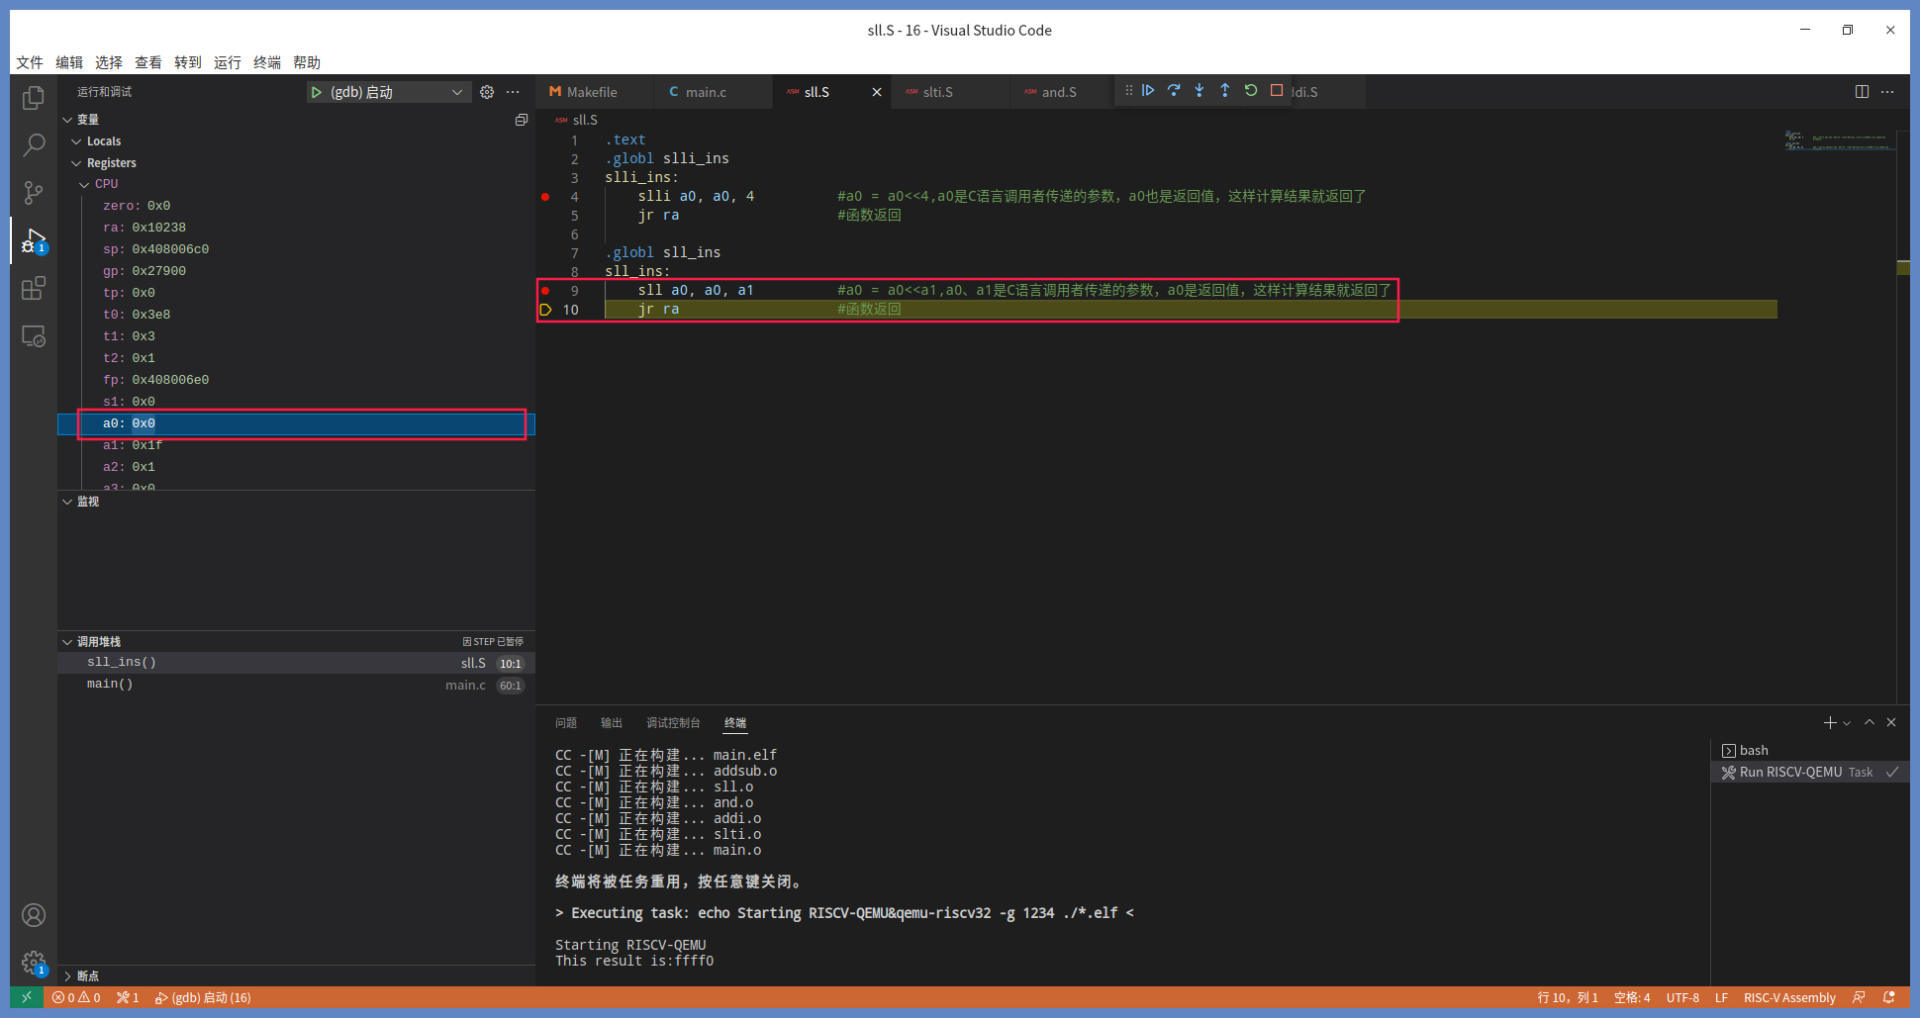 sll.S - 16 - Visual Studio Code
文件 编辑 选择 查看 转到 运行 终端 帮助
运行和调试
(gdb) 启动
Makefile
main.c
sll.S
slti.S
and.S
ddi.S
变量
Locals
Registers
CPU
zero: 0x0
ra: 0x10238
sp: 0x408006c0
gp: 0x27900
tp: 0x0
t0: 0x3e8
t1: 0x3
t2: 0x1
fp: 0x408006e0
s1: 0x0
a0: 0x0
a1: 0x1f
a2: 0x1
a3: 0x0
监视
调用堆栈 因 STEP 已暂停
sll_ins() sll.S 10:1
main() main.c 60:1
断点
sll.S
1 .text
2 .globl slli_ins
3 slli_ins:
4 slli a0, a0, 4 #a0 = a0<<4,a0是C语言调用者传递的参数，a0也是返回值，这样计算结果就返回了
5 jr ra #函数返回
6
7 .globl sll_ins
8 sll_ins:
9 sll a0, a0, a1 #a0 = a0<<a1,a0、a1是C语言调用者传递的参数，a0是返回值，这样计算结果就返回了
10 jr ra #函数返回
问题 输出 调试控制台 终端
CC -[M] 正在构建... main.elf
CC -[M] 正在构建... addsub.o
CC -[M] 正在构建... sll.o
CC -[M] 正在构建... and.o
CC -[M] 正在构建... addi.o
CC -[M] 正在构建... slti.o
CC -[M] 正在构建... main.o
终端将被任务重用，按任意键关闭。
> Executing task: echo Starting RISCV-QEMU&qemu-riscv32 -g 1234 ./*.elf <
Starting RISCV-QEMU
This result is:ffff0
bash
Run RISCV-QEMU Task
0 0 1 (gdb) 启动 (16)
行 10，列 1 空格: 4 UTF-8 LF RISC-V Assembly